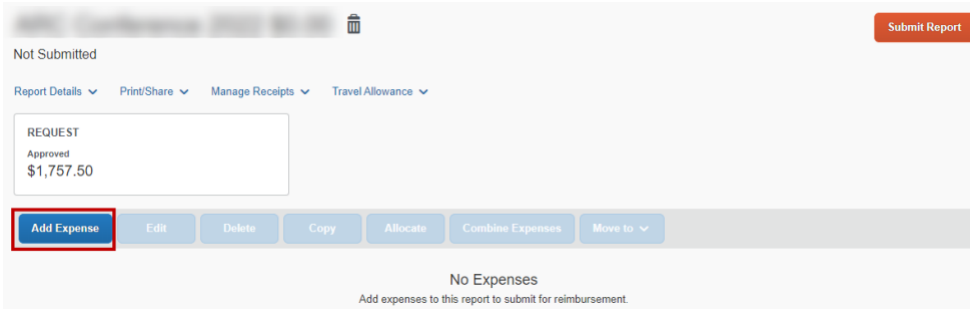 Submit Report
Not Submitted
Report Details Print/Share Manage Receipts Travel Allowance
REQUEST
Approved
$1,757.50
Add Expense Edit Delete Copy Allocate Combine Expenses Move to
No Expenses
Add expenses to this report to submit for reimbursement.